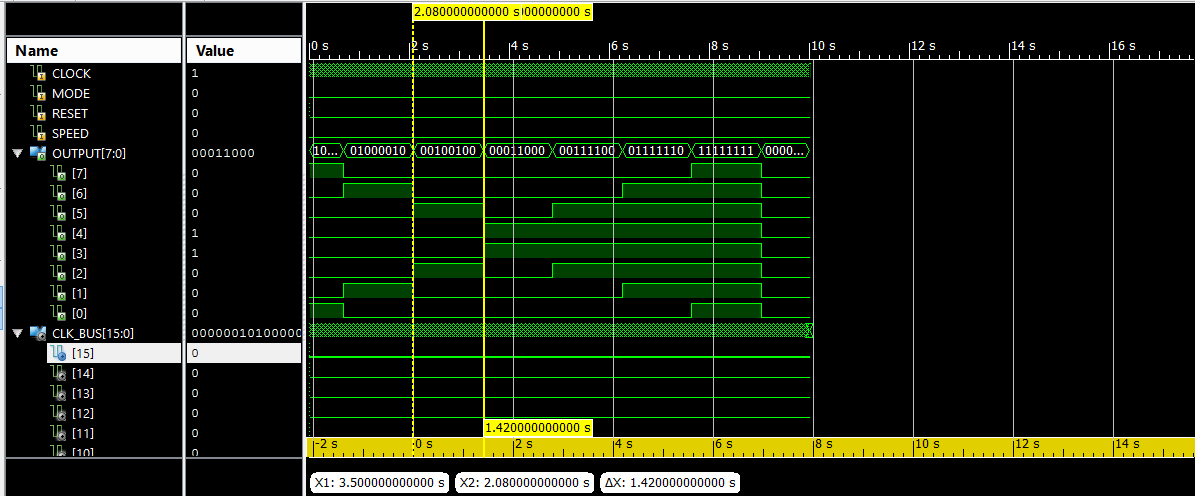 2.080000000000 s 00000000 s
Name Value 0 s 2 s 4 s 6 s 8 s 10 s 12 s 14 s 16 s
CLOCK 1
MODE 0
RESET 0
SPEED 0
OUTPUT[7:0] 00011000 10... 01000010 00100100 00011000 00111100 01111110 11111111 0000...
[7] 0
[6] 0
[5] 0
[4] 1
[3] 1
[2] 0
[1] 0
[0] 0
CLK_BUS[15:0] 00000010100000
[15] 0
[14] 0
[13] 0
[12] 0
[11] 0
1.420000000000 s
[10] 0
-2 s 0 s 2 s 4 s 6 s 8 s 10 s 12 s 14 s
X1: 3.500000000000 s X2: 2.080000000000 s ΔX: 1.420000000000 s